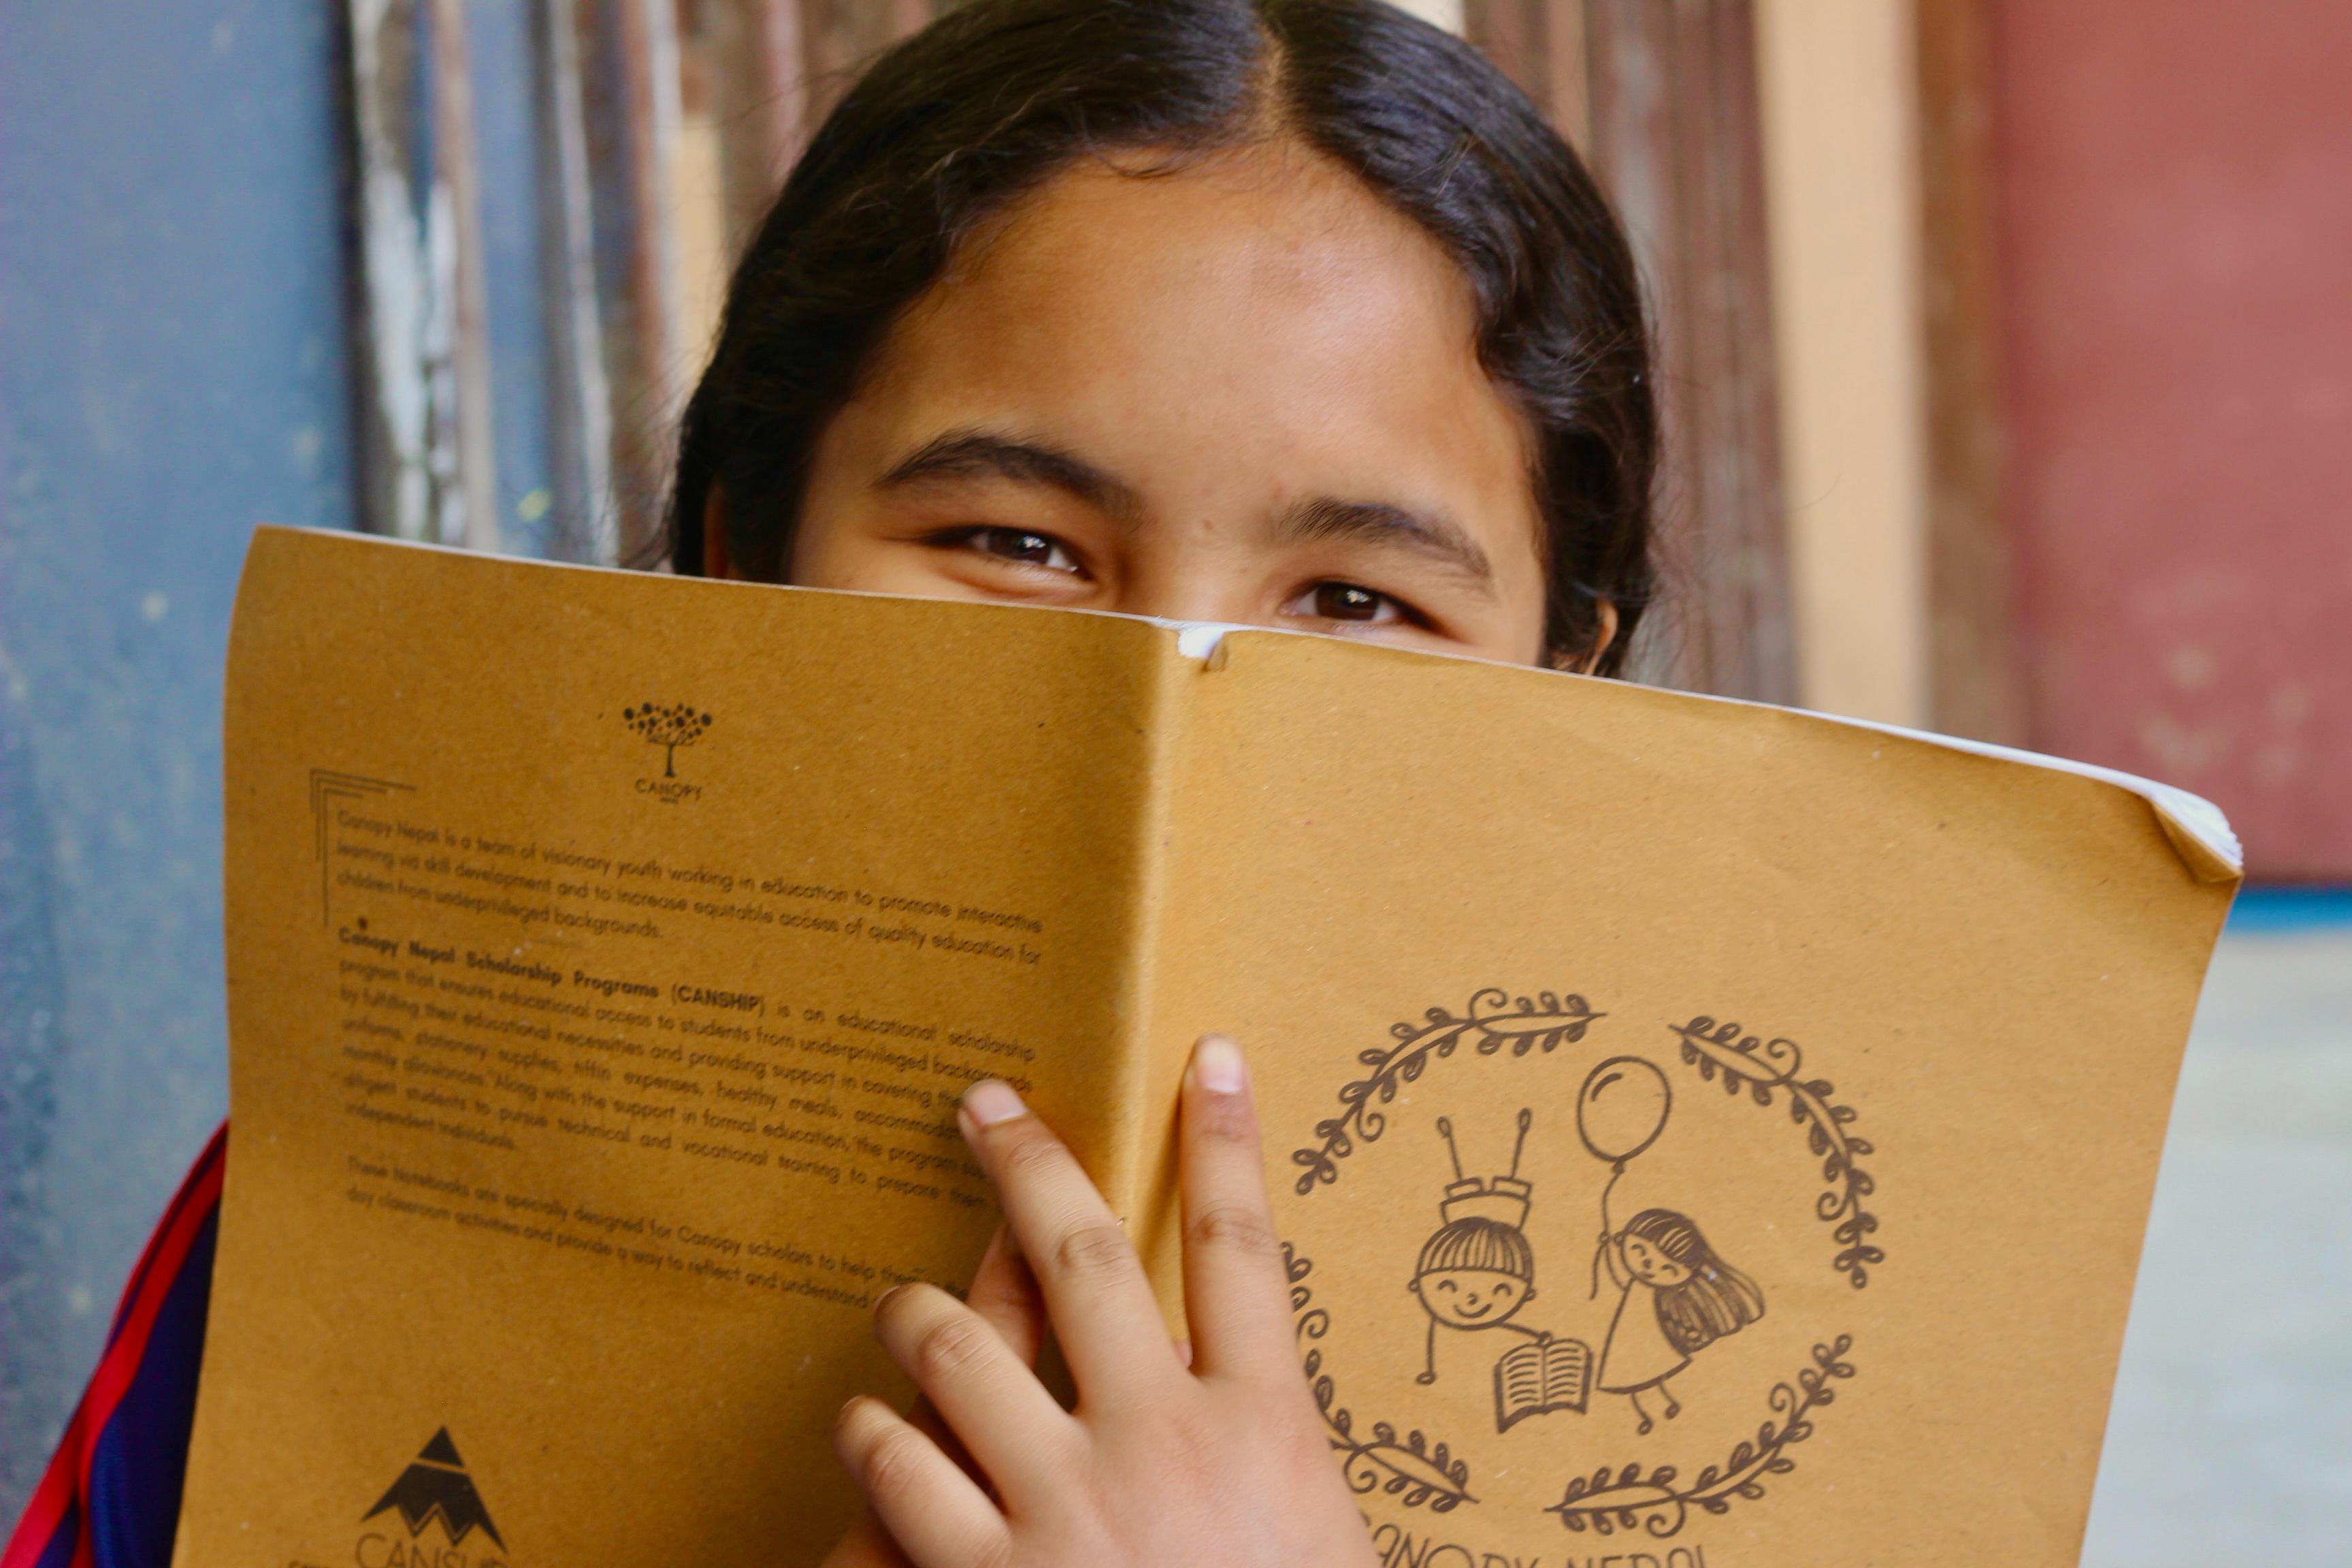 CANOPY
Canopy Nepal is a team of visionary youth working in education to promote interactive
learning via skill development and to increase equitable access of quality education for
children from underprivileged backgrounds.
Canopy Nepal Scholarship Programs (CANSHIP) is an educational scholarship
program that ensures educational access to students from underprivileged backgrounds
by fulfilling their educational necessities and providing support in covering
uniforms, stationery supplies, tiffin expenses, healthy meals,
monthly allowances. Along with the support in formal education, the program
diligent students to pursue technical and vocational training to prepare them
independent individuals.
These Notebooks are specially designed for Canopy scholars to help
day classroom activities and provide a way to reflect and understand
CANSHIP
CANOPY NEPAL